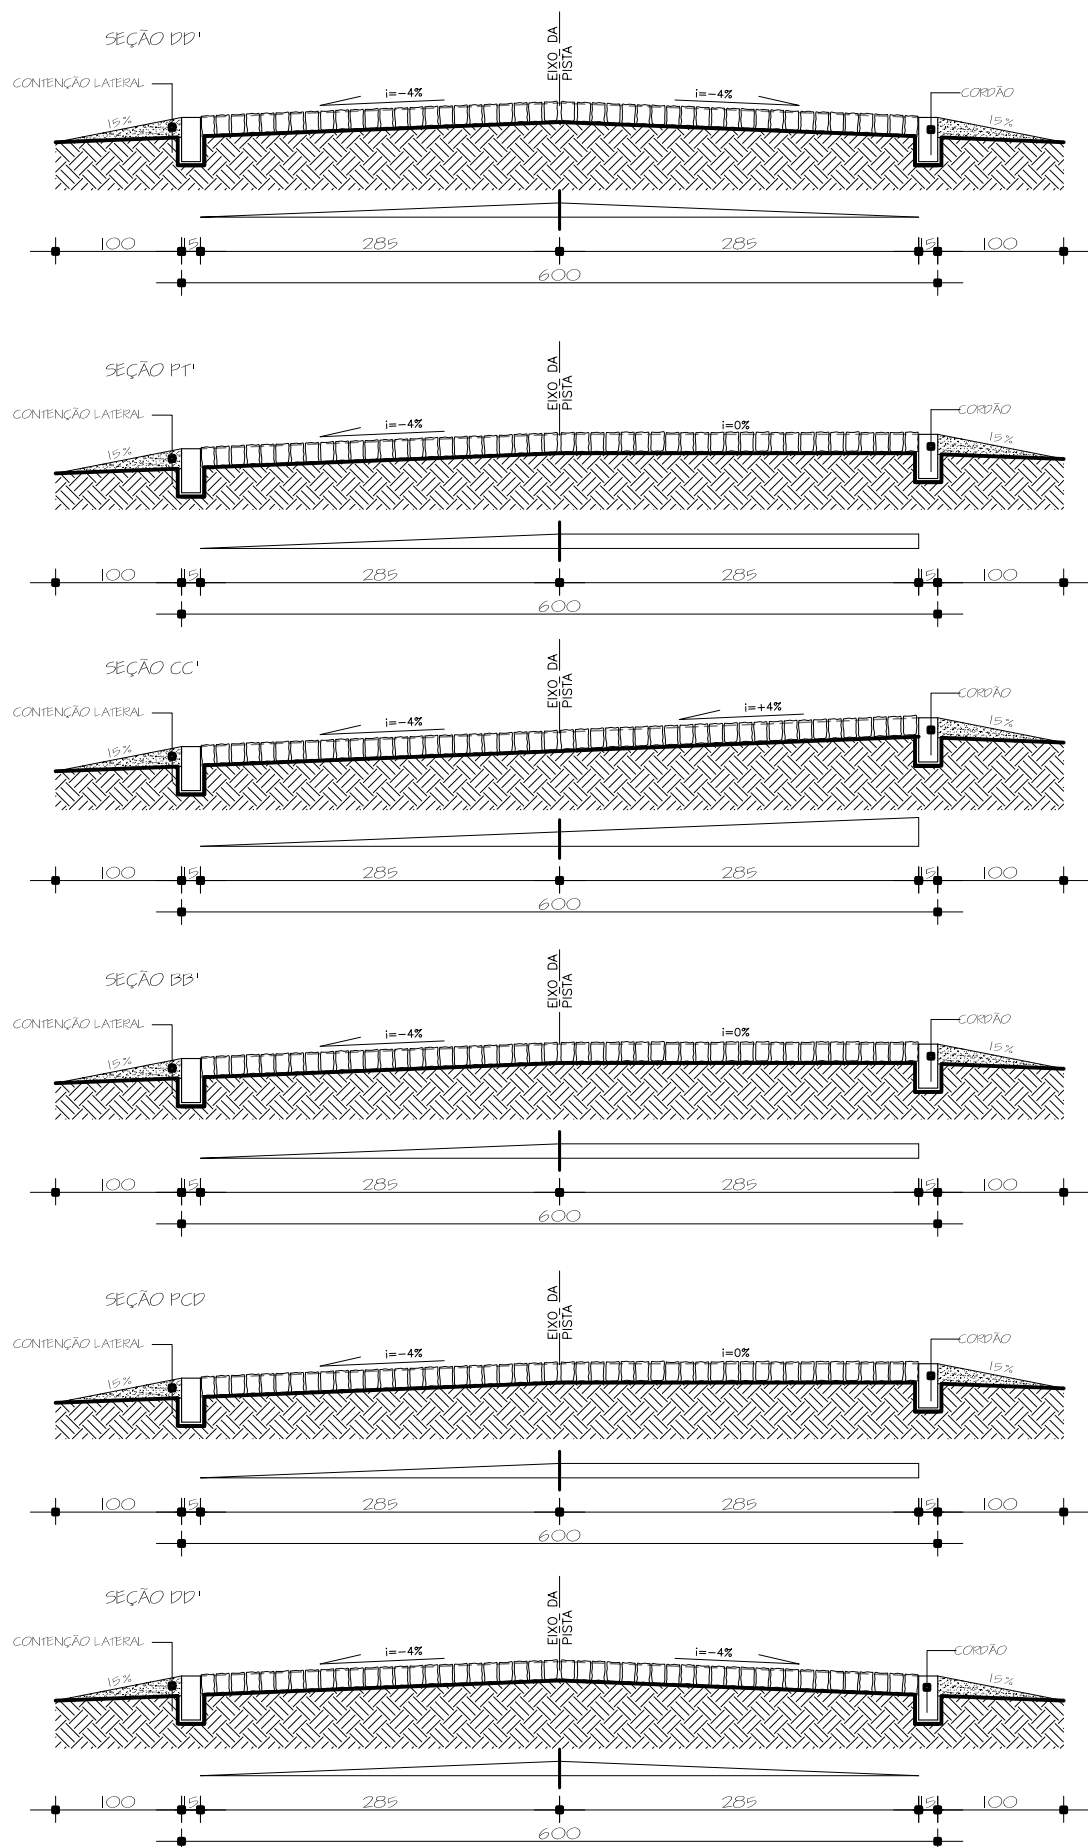 SEÇÃO DD'
EIXO DA
PISTA
CONTENÇÃO LATERAL
i=-4%
i=-4%
CORDÃO
15%
15%
100
15
285
285
15
100
600
SEÇÃO PT'
EIXO DA
PISTA
CONTENÇÃO LATERAL
i=-4%
i=0%
CORDÃO
15%
15%
100
15
285
285
15
100
600
SEÇÃO CC'
EIXO DA
PISTA
CONTENÇÃO LATERAL
i=-4%
i=+4%
CORDÃO
15%
15%
100
15
285
285
15
100
600
SEÇÃO BB'
EIXO DA
PISTA
CONTENÇÃO LATERAL
i=-4%
i=0%
CORDÃO
15%
15%
100
15
285
285
15
100
600
SEÇÃO PCD
EIXO DA
PISTA
CONTENÇÃO LATERAL
i=-4%
i=0%
CORDÃO
15%
15%
100
15
285
285
15
100
600
SEÇÃO DD'
EIXO DA
PISTA
CONTENÇÃO LATERAL
i=-4%
i=-4%
CORDÃO
15%
15%
100
15
285
285
15
100
600